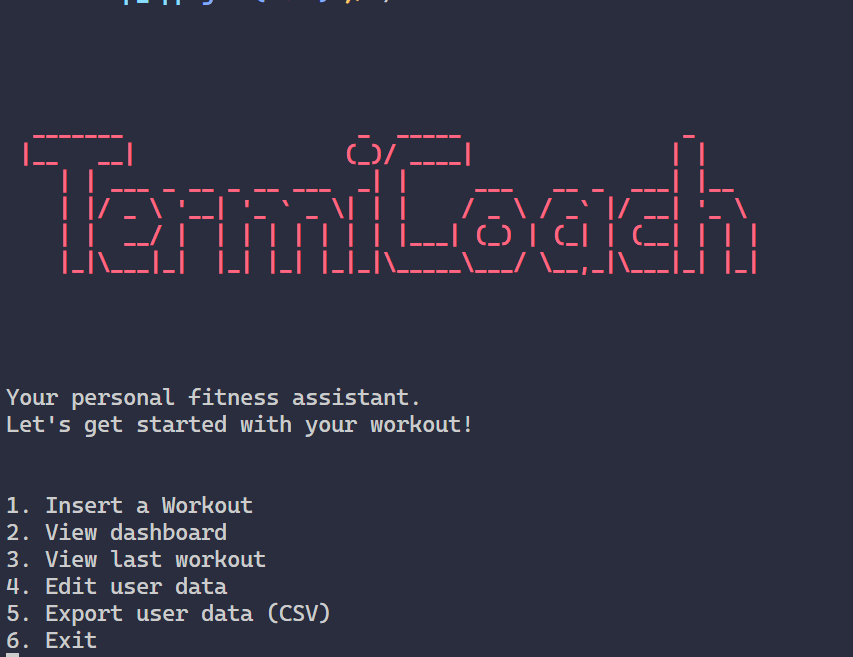 TermiCoach
Your personal fitness assistant.
Let's get started with your workout!
1. Insert a Workout
2. View dashboard
3. View last workout
4. Edit user data
5. Export user data (CSV)
6. Exit